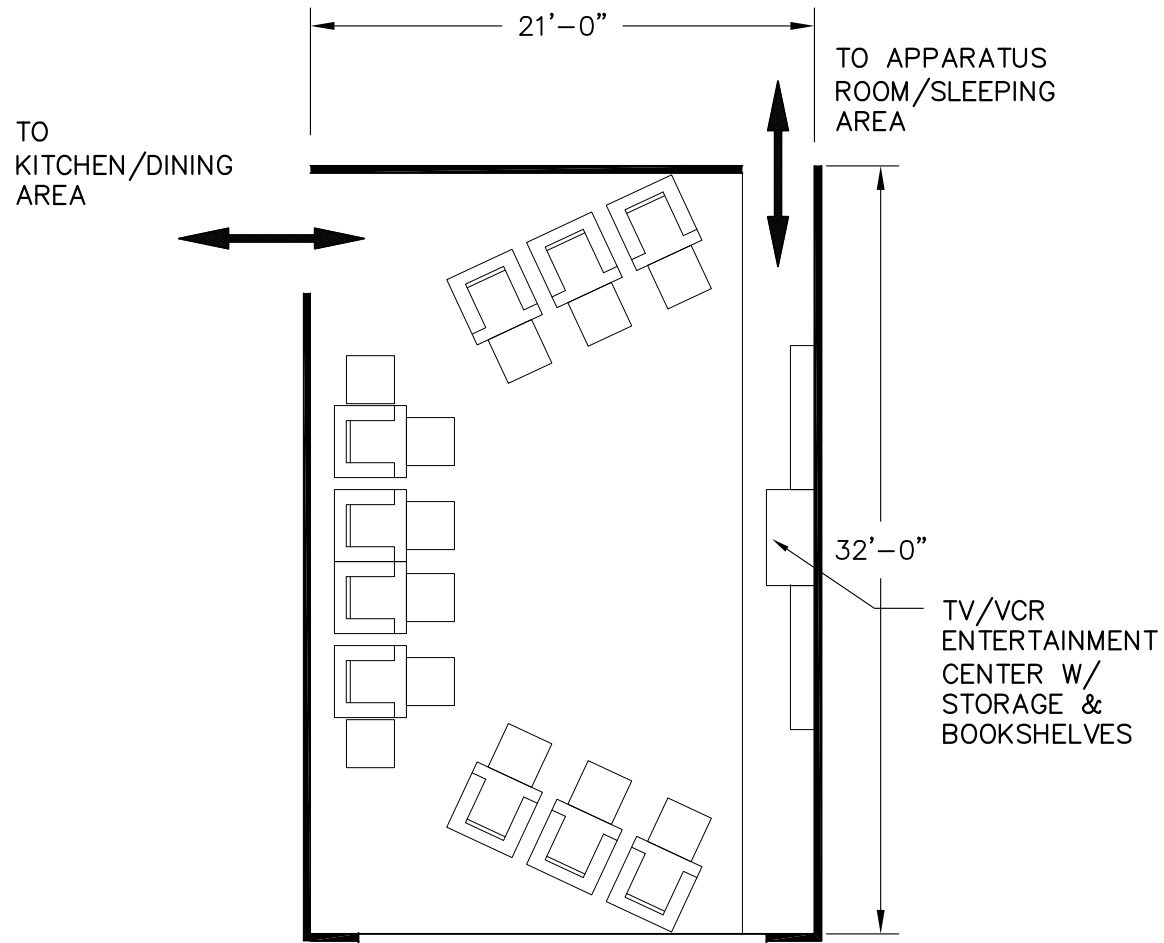 21’-0”
TO APPARATUS
ROOM/SLEEPING
AREA
TO
KITCHEN/DINING
AREA
32’-0”
TV/VCR
ENTERTAINMENT
CENTER W/
STORAGE &
BOOKSHELVES